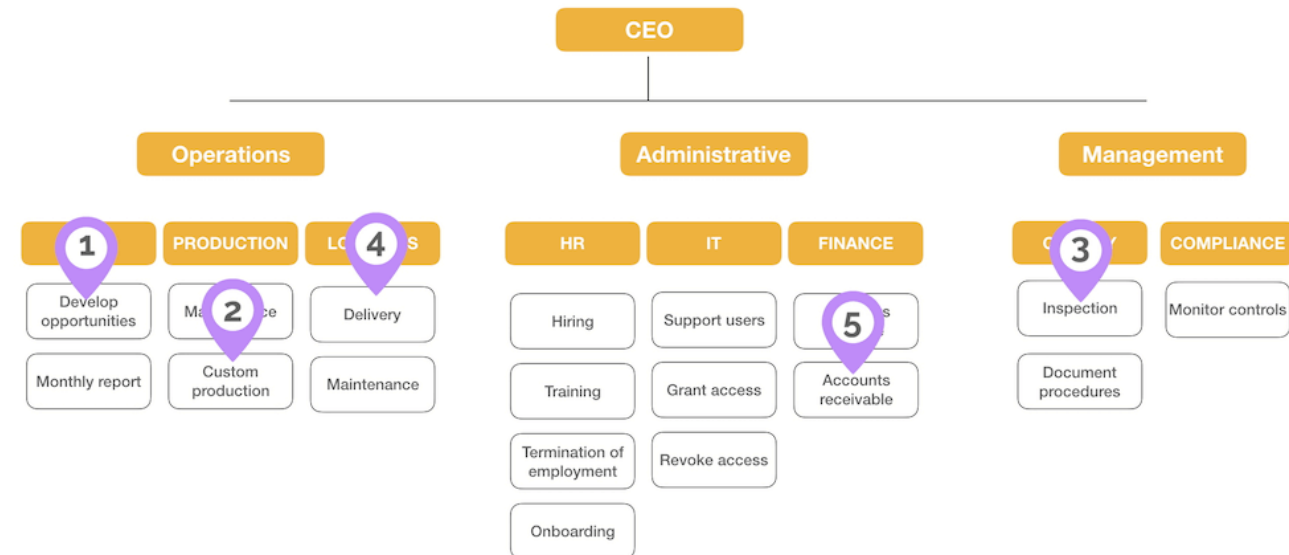 CEO
Operations
Administrative
Management
1
PRODUCTION
4
HR
IT
FINANCE
3
COMPLIANCE
Develop
opportunities
2
Delivery
Hiring
Support users
5
Inspection
Monitor controls
Monthly report
Custom
production
Maintenance
Training
Grant access
Accounts
receivable
Document
procedures
Termination of
employment
Revoke access
Onboarding